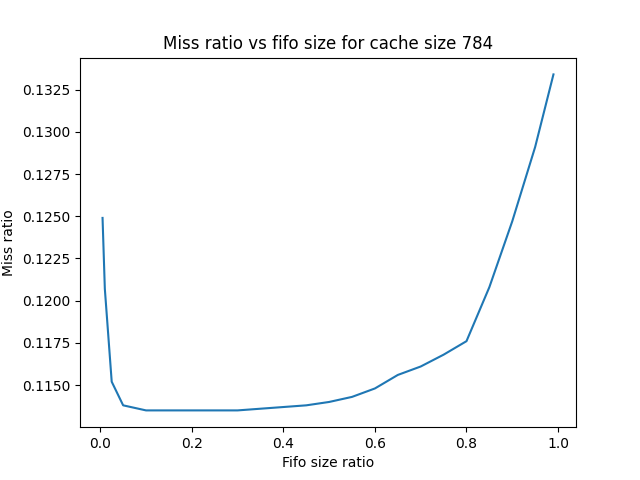 Miss ratio vs fifo size for cache size 784
0.1325
0.1300
0.1275
0.1250
0.1225
0.1200
0.1175
0.1150
Miss ratio
0.0 0.2 0.4 0.6 0.8 1.0
Fifo size ratio